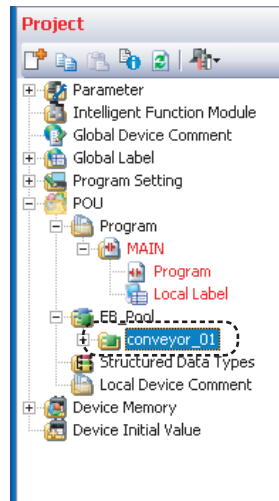 Project
Parameter
Intelligent Function Module
Global Device Comment
Global Label
Program Setting
POU
Program
MAIN
Program
Local Label
FB_Pool
conveyor_01
Structured Data Types
Local Device Comment
Device Memory
Device Initial Value